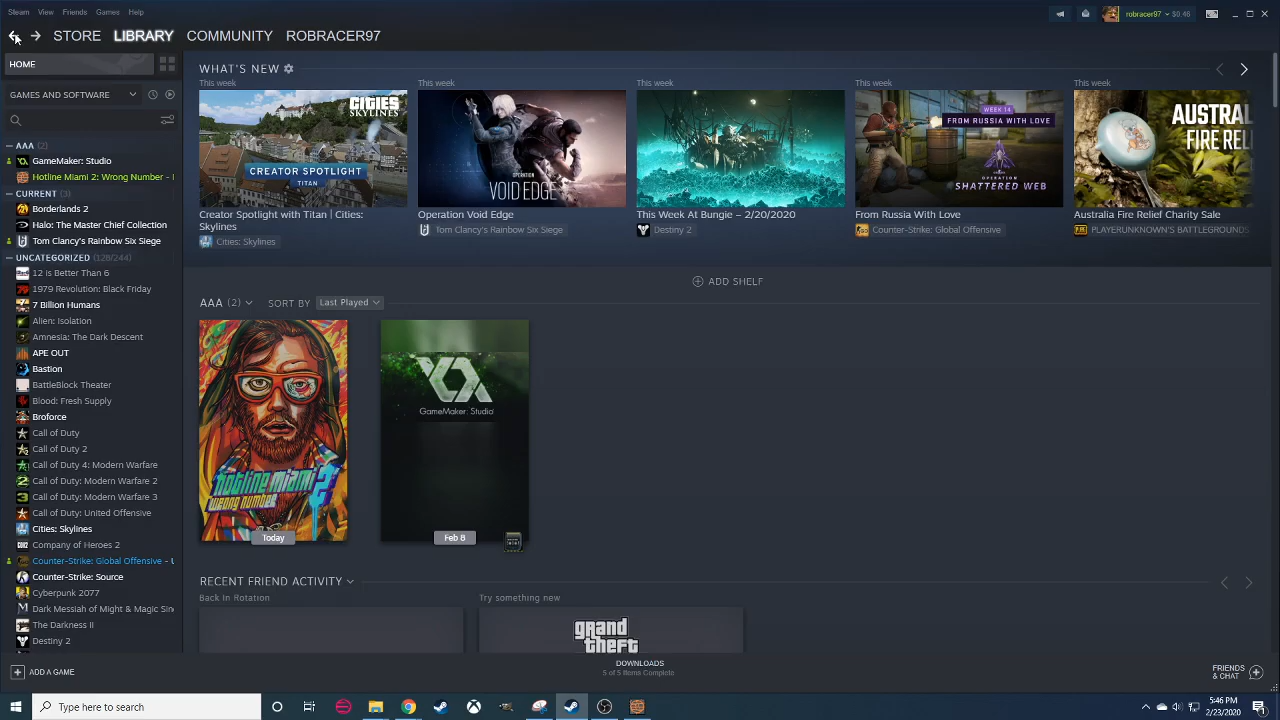 Steam View Friends Games Help
robracer97 $0.46
STORE LIBRARY COMMUNITY ROBRACER97
HOME
GAMES AND SOFTWARE
AAA (2)
GameMaker: Studio
Hotline Miami 2: Wrong Number -
CURRENT (3)
Borderlands 2
Halo: The Master Chief Collection
Tom Clancy's Rainbow Six Siege
UNCATEGORIZED (128/244)
12 is Better Than 6
1979 Revolution: Black Friday
7 Billion Humans
Alien: Isolation
Amnesia: The Dark Descent
APE OUT
Bastion
BattleBlock Theater
Blood: Fresh Supply
Broforce
Call of Duty
Call of Duty 2
Call of Duty 4: Modern Warfare
Call of Duty: Modern Warfare 2
Call of Duty: Modern Warfare 3
Call of Duty: United Offensive
Cities: Skylines
Company of Heroes 2
Counter-Strike: Global Offensive - U
Counter-Strike: Source
Cyberpunk 2077
Dark Messiah of Might & Magic Sin
The Darkness II
Destiny 2
WHAT'S NEW
This week
CITIES SKYLINES
CREATOR SPOTLIGHT
TITAN
Creator Spotlight with Titan | Cities:
Skylines
Cities: Skylines
This week
OPERATION
VOID EDGE
Operation Void Edge
Tom Clancy's Rainbow Six Siege
This week
This Week At Bungie – 2/20/2020
Destiny 2
This week
WEEK 14
FROM RUSSIA WITH LOVE
OPERATION
SHATTERED WEB
From Russia With Love
Counter-Strike: Global Offensive
This week
AUSTRAL
FIRE REL
Australia Fire Relief Charity Sale
PLAYERUNKNOWN'S BATTLEGROUNDS
ADD SHELF
AAA (2) SORT BY Last Played
hotline miami 2
wrong number
Today
GameMaker: Studio
Feb 8
RECENT FRIEND ACTIVITY
Back In Rotation
Try something new
grand
theft
ADD A GAME
DOWNLOADS
5 of 5 Items Complete
FRIENDS
& CHAT
Type here to search
5:46 PM
2/23/2020